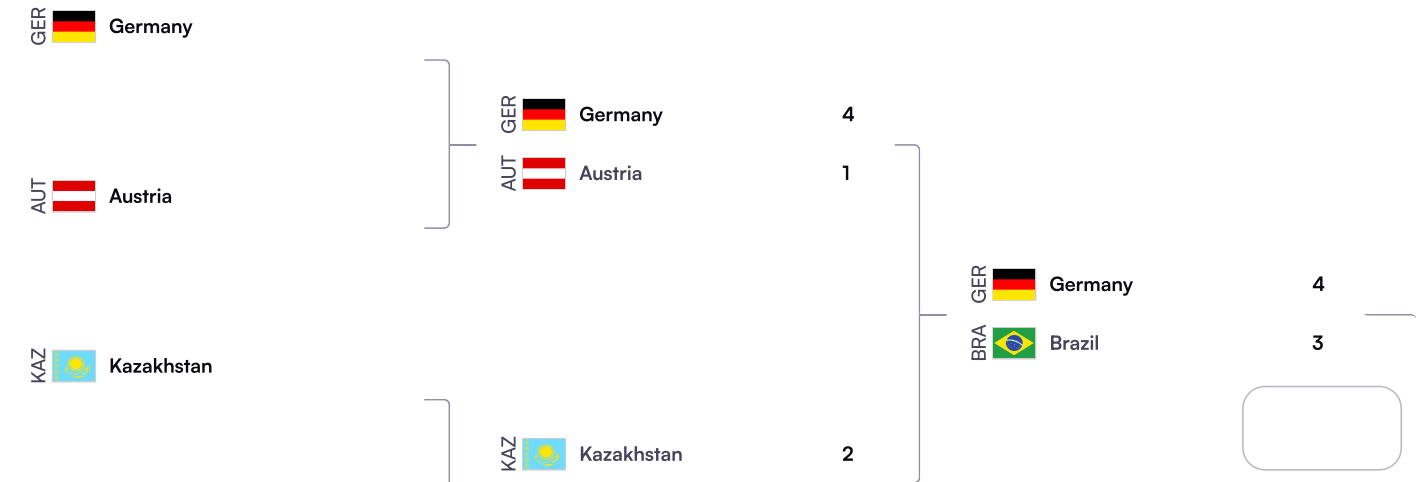 GER Germany
AUT Austria
KAZ Kazakhstan
GER Germany 4
AUT Austria 1
KAZ Kazakhstan 2
GER Germany 4
BRA Brazil 3